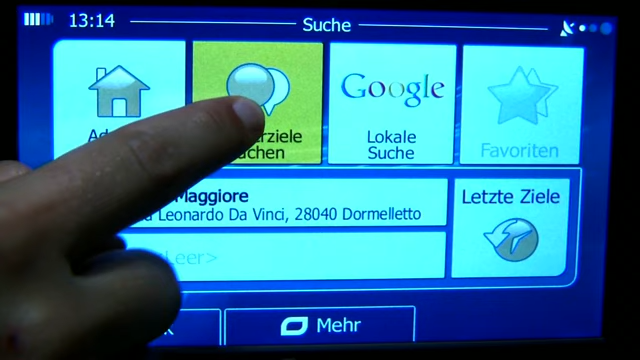 13:14
Suche
Google
Lokale
Suche
Favoriten
Maggiore
Leonardo Da Vinci, 28040 Dormelletto
Letzte Ziele
Mehr